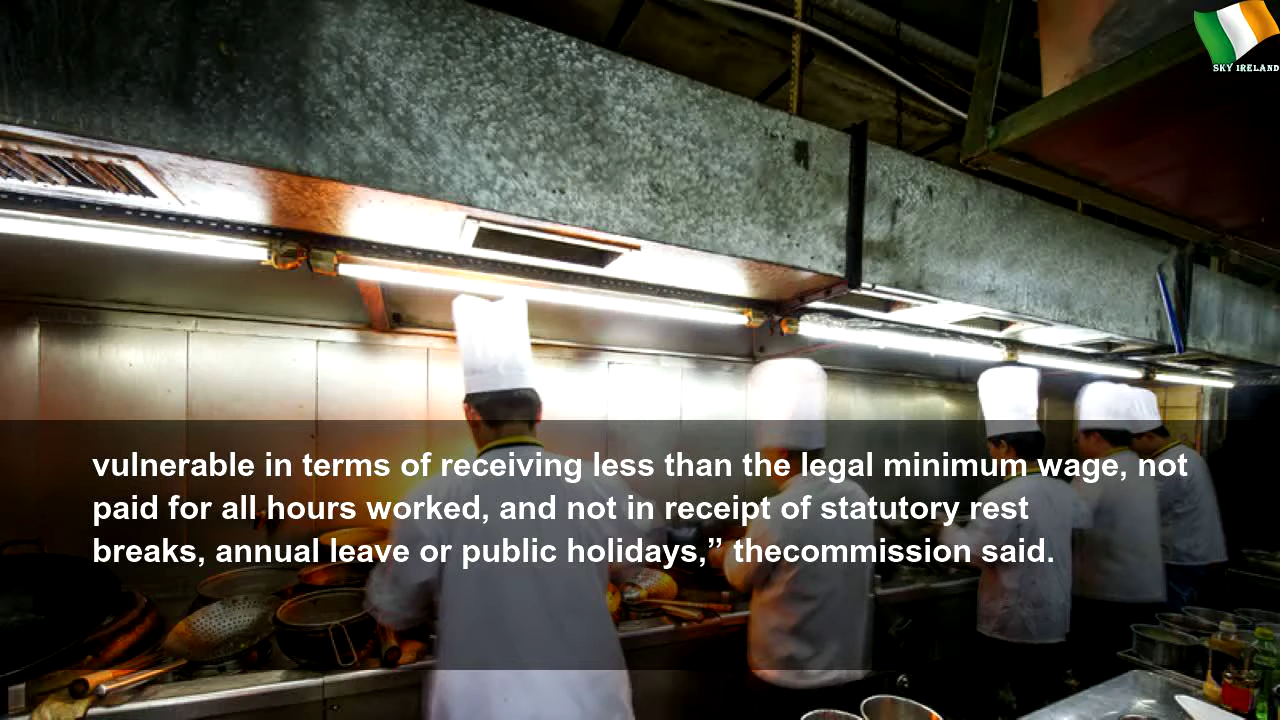 SKY IRELAND
vulnerable in terms of receiving less than the legal minimum wage, not
paid for all hours worked, and not in receipt of statutory rest
breaks, annual leave or public holidays,” thecommission said.